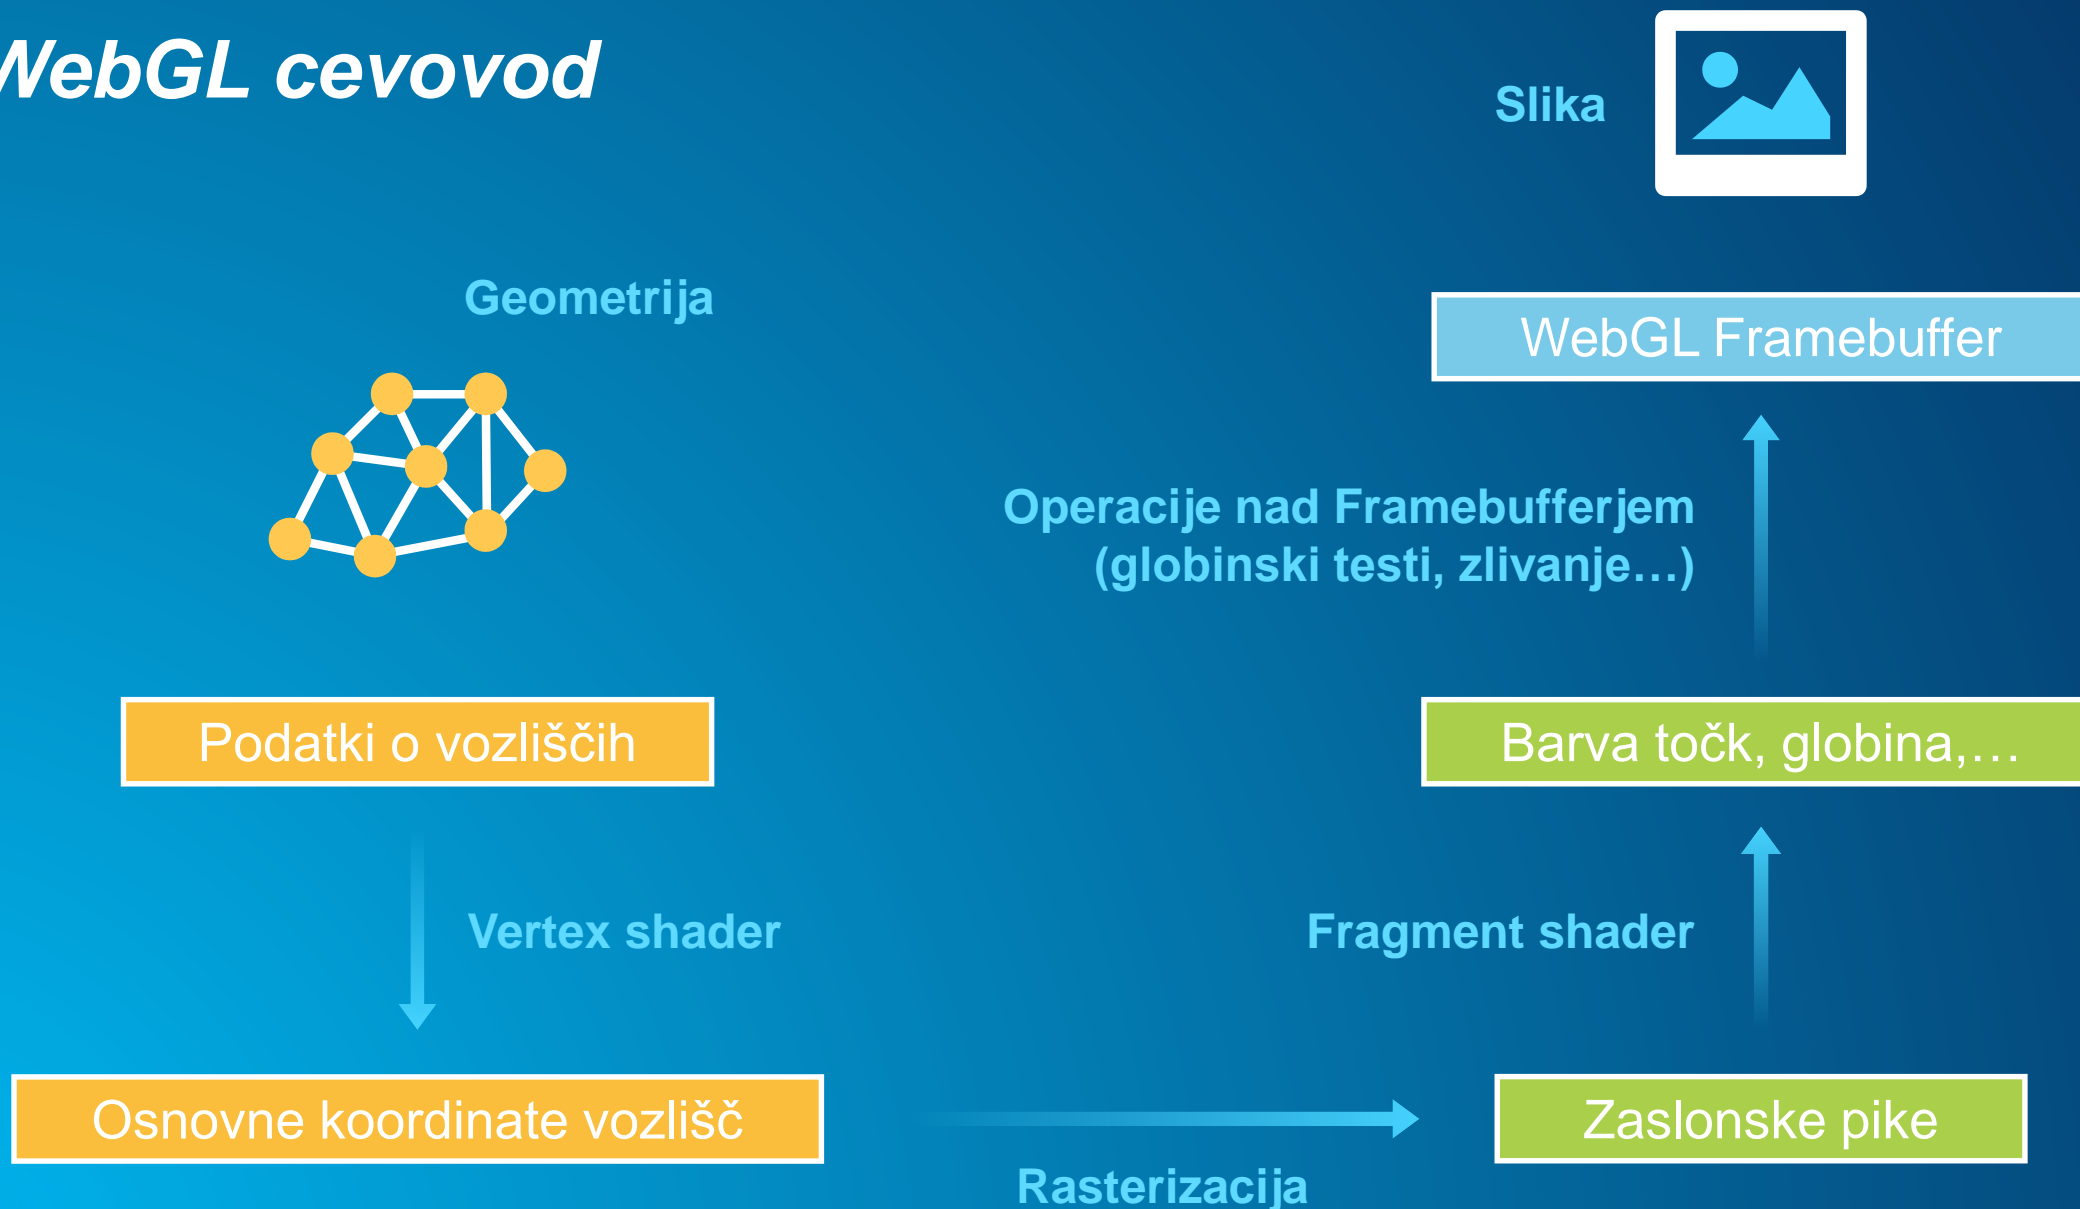 WebGL cevovod
Slika
Geometrija
WebGL Framebuffer
Operacije nad Framebufferjem
(globinski testi, zlivanje…)
Podatki o vozliščih
Barva točk, globina,…
Vertex shader
Fragment shader
Osnovne koordinate vozlišč
Zaslonske pike
Rasterizacija